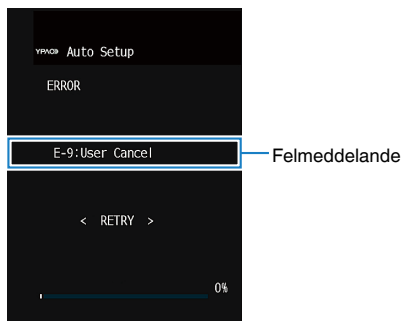 YPAO Auto Setup
ERROR
E-9:User Cancel
Felmeddelande
< RETRY >
0%